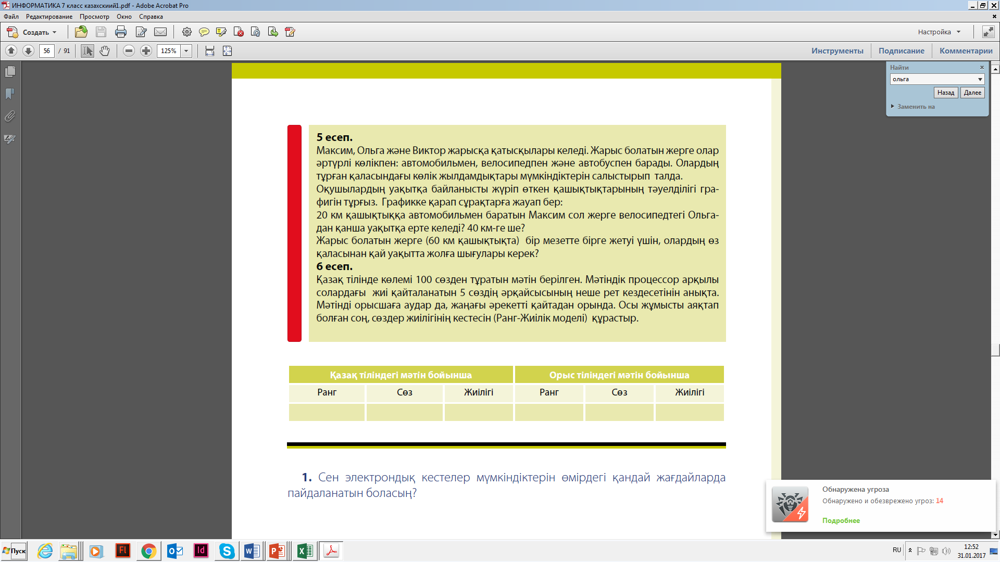 ИНФОРМАТИКА 7 класс казахскиий1.pdf - Adobe Acrobat Pro
Файл Редактирование Просмотр Окно Справка
Создать
Настройка
56 / 91
125%
Инструменты Подписание Комментарии
Найти
ольга
Назад Далее
Заменить на
5 есеп.
Максим, Ольга және Виктор жарысқа қатысқылары келеді. Жарыс болатын жерге олар
әртүрлі көлікпен: автомобильмен, велосипедпен және автобуспен барады. Олардың
тұрған қаласындағы көлік жылдамдықтары мүмкіндіктерін салыстырып талда.
Оқушылардың уақытқа байланысты жүріп өткен қашықтықтарының тәуелділігі гра-
фигін тұрғыз. Графикке қарап сұрақтарға жауап бер:
20 км қашықтыққа автомобильмен баратын Максим сол жерге велосипедтегі Ольга-
дан қанша уақытқа ерте келеді? 40 км-ге ше?
Жарыс болатын жерге (60 км қашықтықта) бір мезетте бірге жетуі үшін, олардың өз
қаласынан қай уақытта жолға шығулары керек?
6 есеп.
Қазақ тілінде көлемі 100 сөзден тұратын мәтін берілген. Мәтіндік процессор арқылы
солардағы жиі қайталанатын 5 сөздің әрқайсысының неше рет кездесетінін анықта.
Мәтінді орысшаға аудар да, жаңағы әрекетті қайтадан орында. Осы жұмысты аяқтап
болған соң, сөздер жиілігінің кестесін (Ранг-Жиілік моделі) құрастыр.
Қазақ тіліндегі мәтін бойынша Орыс тіліндегі мәтін бойынша
Ранг Сөз Жиілігі Ранг Сөз Жиілігі
1. Сен электрондық кестелер мүмкіндіктерін өмірдегі қандай жағдайларда
пайдаланатын боласың?
Обнаружена угроза
Обнаружено и обезврежено угроз: 14
Подробнее
Пуск
RU
12:52
31.01.2017